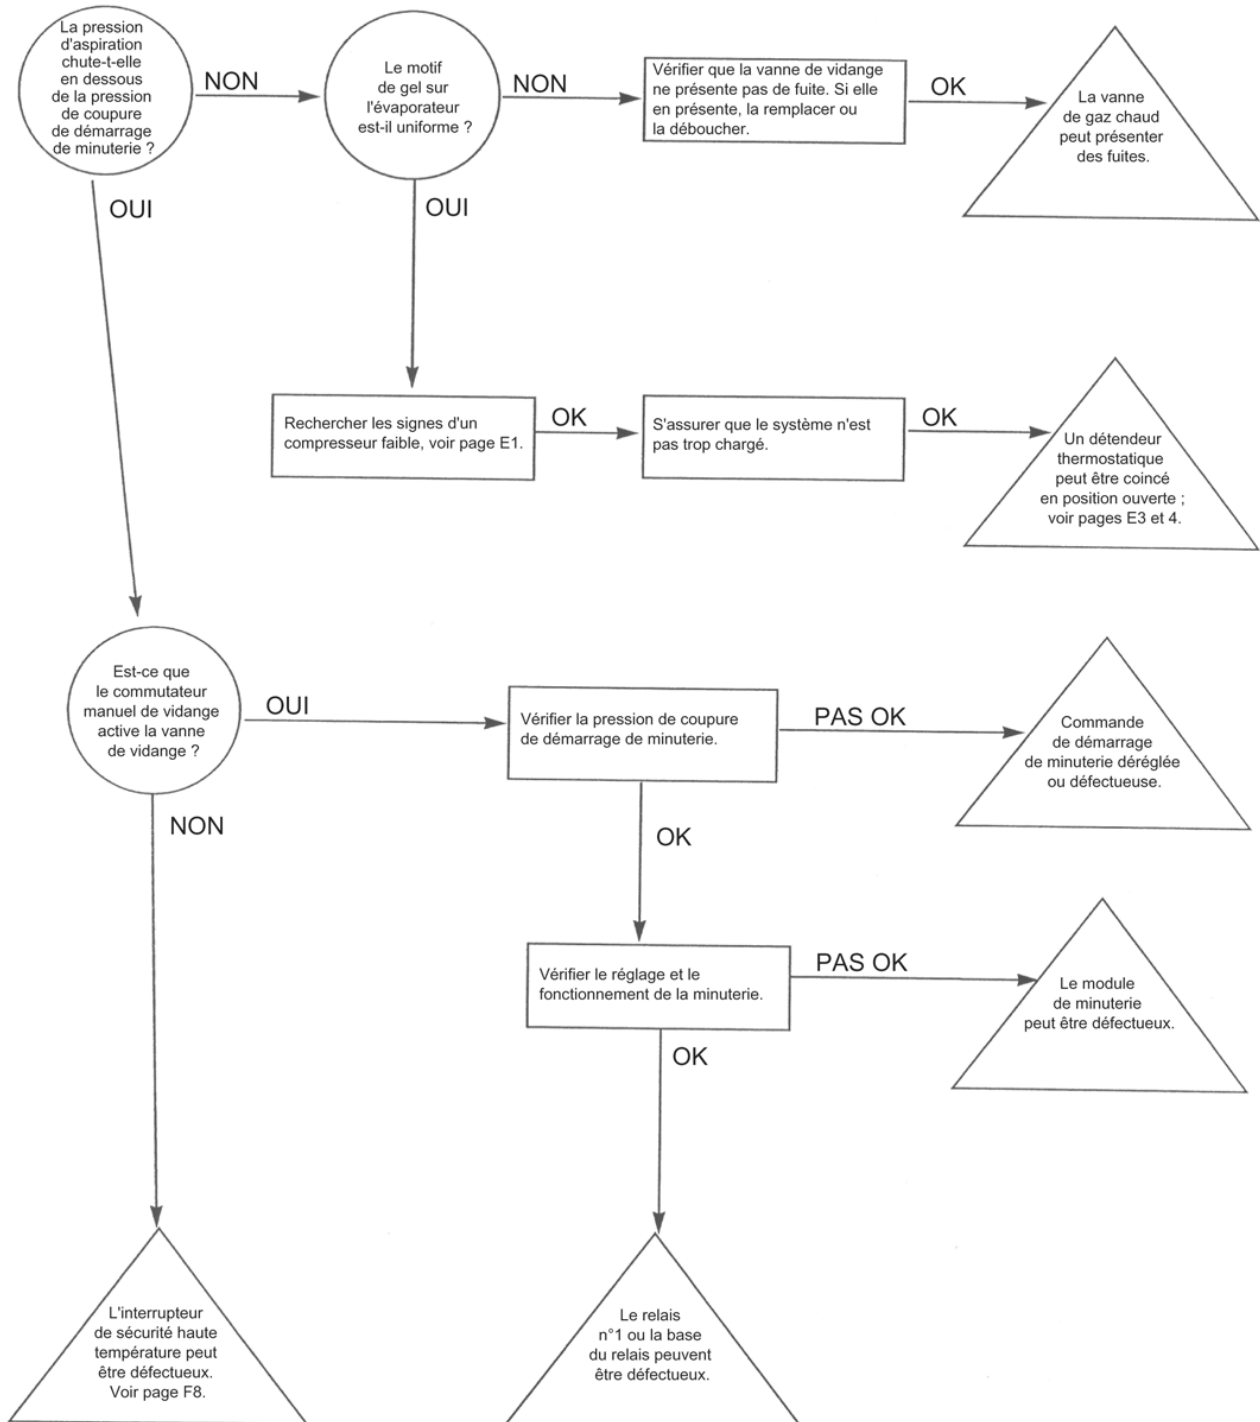 La pression
d'aspiration
chute-t-elle
en dessous
de la pression
de coupure
de démarrage
de minuterie ?
NON
Le motif
de gel sur
l'évaporateur
est-il uniforme ?
NON
Vérifier que la vanne de vidange
ne présente pas de fuite. Si elle
en présente, la remplacer ou
la déboucher.
OK
La vanne
de gaz chaud
peut présenter
des fuites.
OUI
OUI
Rechercher les signes d'un
compresseur faible, voir page E1.
OK
S'assurer que le système n'est
pas trop chargé.
OK
Un détendeur
thermostatique
peut être coincé
en position ouverte ;
voir pages E3 et 4.
Est-ce que
le commutateur
manuel de vidange
active la vanne
de vidange ?
OUI
Vérifier la pression de coupure
de démarrage de minuterie.
PAS OK
Commande
de démarrage
de minuterie déréglée
ou défectueuse.
NON
OK
Vérifier le réglage et le
fonctionnement de la minuterie.
PAS OK
Le module
de minuterie
peut être défectueux.
OK
L'interrupteur
de sécurité haute
température peut
être défectueux.
Voir page F8.
Le relais
n°1 ou la base
du relais peuvent
être défectueux.